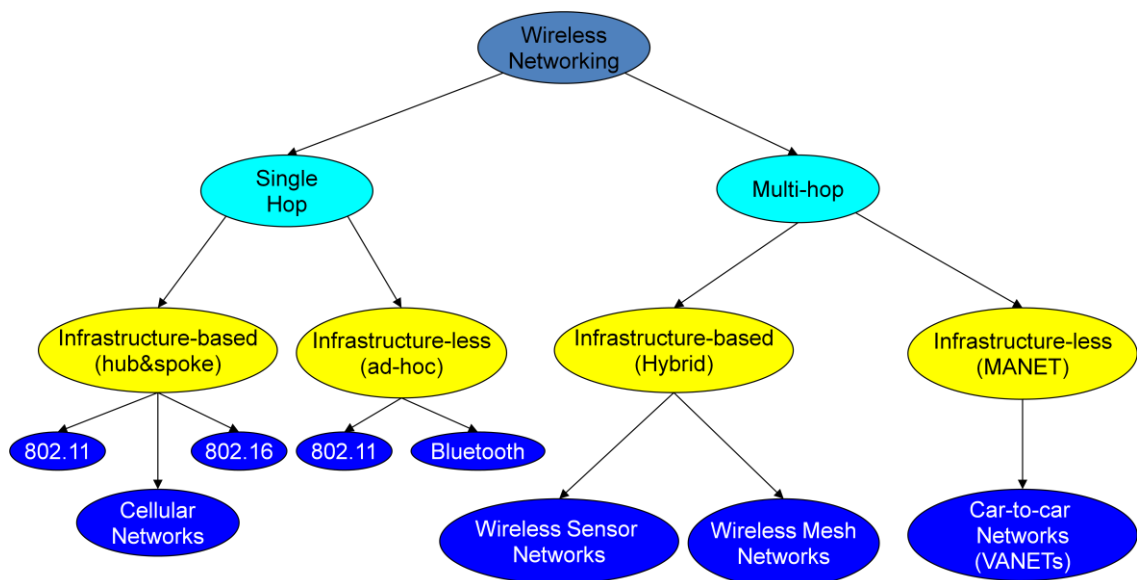 Wireless
Networking
Single
Hop
Multi-hop
Infrastructure-based
(hub&spoke)
Infrastructure-less
(ad-hoc)
Infrastructure-based
(Hybrid)
Infrastructure-less
(MANET)
802.11
802.16
802.11
Bluetooth
Cellular
Networks
Wireless Sensor
Networks
Wireless Mesh
Networks
Car-to-car
Networks
(VANETs)